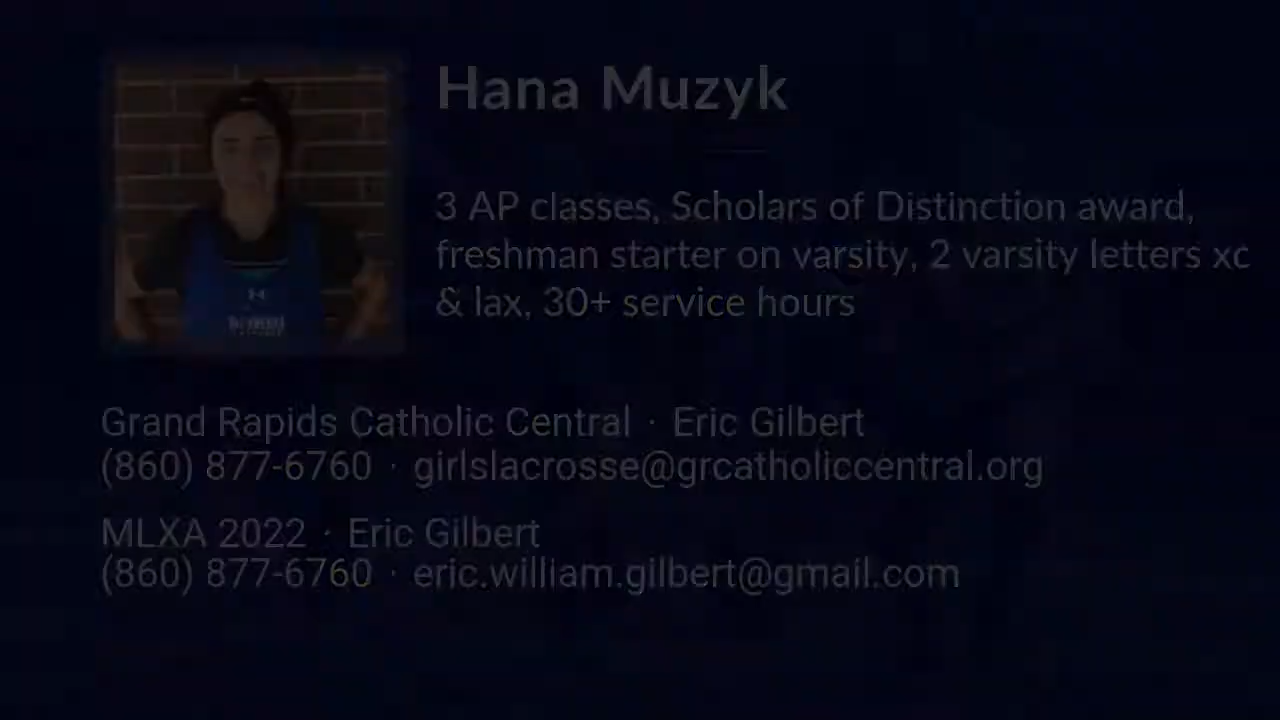 Hana Muzyk
3 AP classes, Scholars of Distinction award,
freshman starter on varsity, 2 varsity letters xc
& lax, 30+ service hours
Grand Rapids Catholic Central · Eric Gilbert
(860) 877-6760 · girlslacrosse@grcatholiccentral.org
MLXA 2022 · Eric Gilbert
(860) 877-6760 · eric.william.gilbert@gmail.com